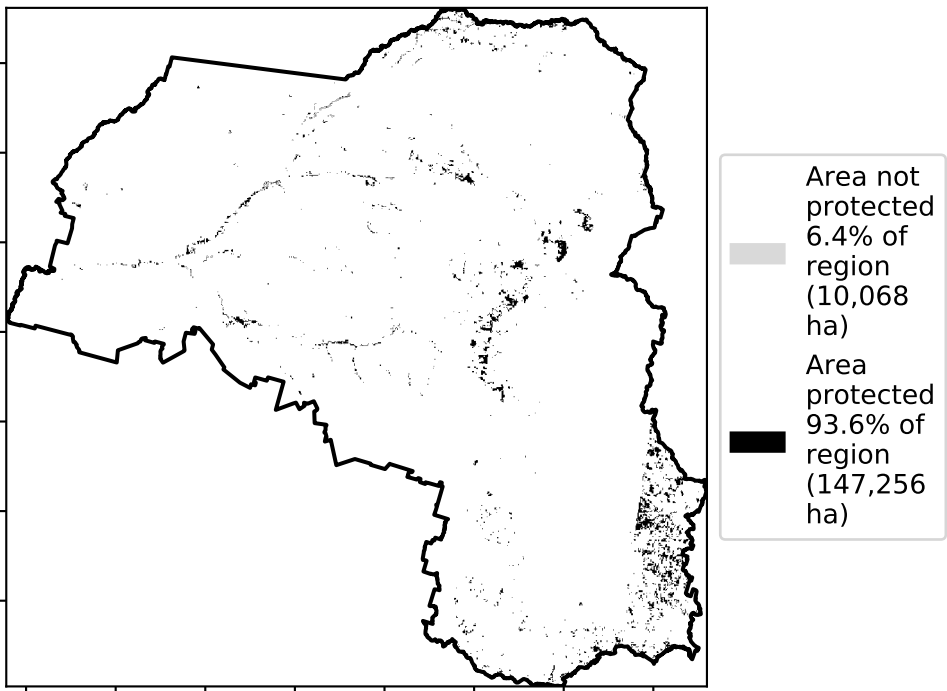 Area not
protected
6.4% of
region
(10,068
ha)
Area
protected
93.6% of
region
(147,256
ha)